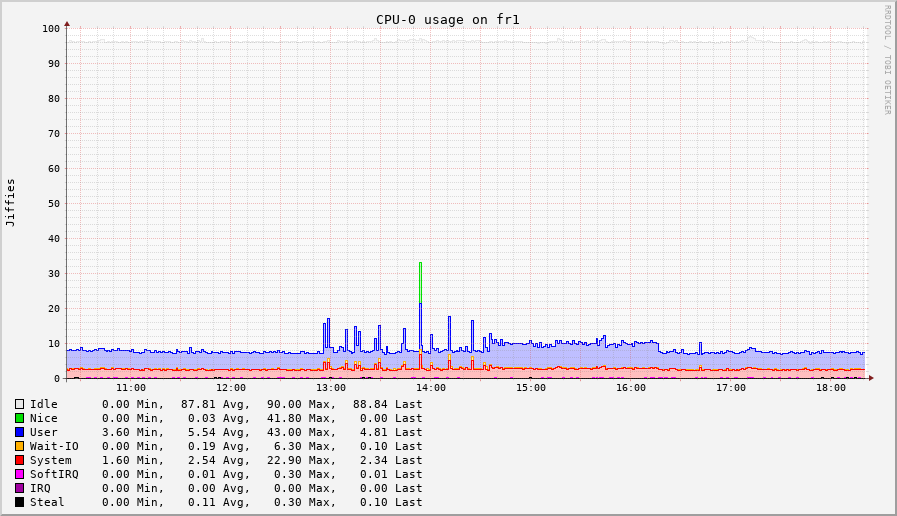 CPU-0 usage on fr1
RRDTOOL / TOBI OETIKER
Jiffies
100
90
80
70
60
50
40
30
20
10
0
11:00 12:00 13:00 14:00 15:00 16:00 17:00 18:00
Idle 0.00 Min, 87.81 Avg, 90.00 Max, 88.84 Last
Nice 0.00 Min, 0.03 Avg, 41.80 Max, 0.00 Last
User 3.60 Min, 5.54 Avg, 43.00 Max, 4.81 Last
Wait-IO 0.00 Min, 0.19 Avg, 6.30 Max, 0.10 Last
System 1.60 Min, 2.54 Avg, 22.90 Max, 2.34 Last
SoftIRQ 0.00 Min, 0.01 Avg, 0.30 Max, 0.01 Last
IRQ 0.00 Min, 0.00 Avg, 0.00 Max, 0.00 Last
Steal 0.00 Min, 0.11 Avg, 0.30 Max, 0.10 Last